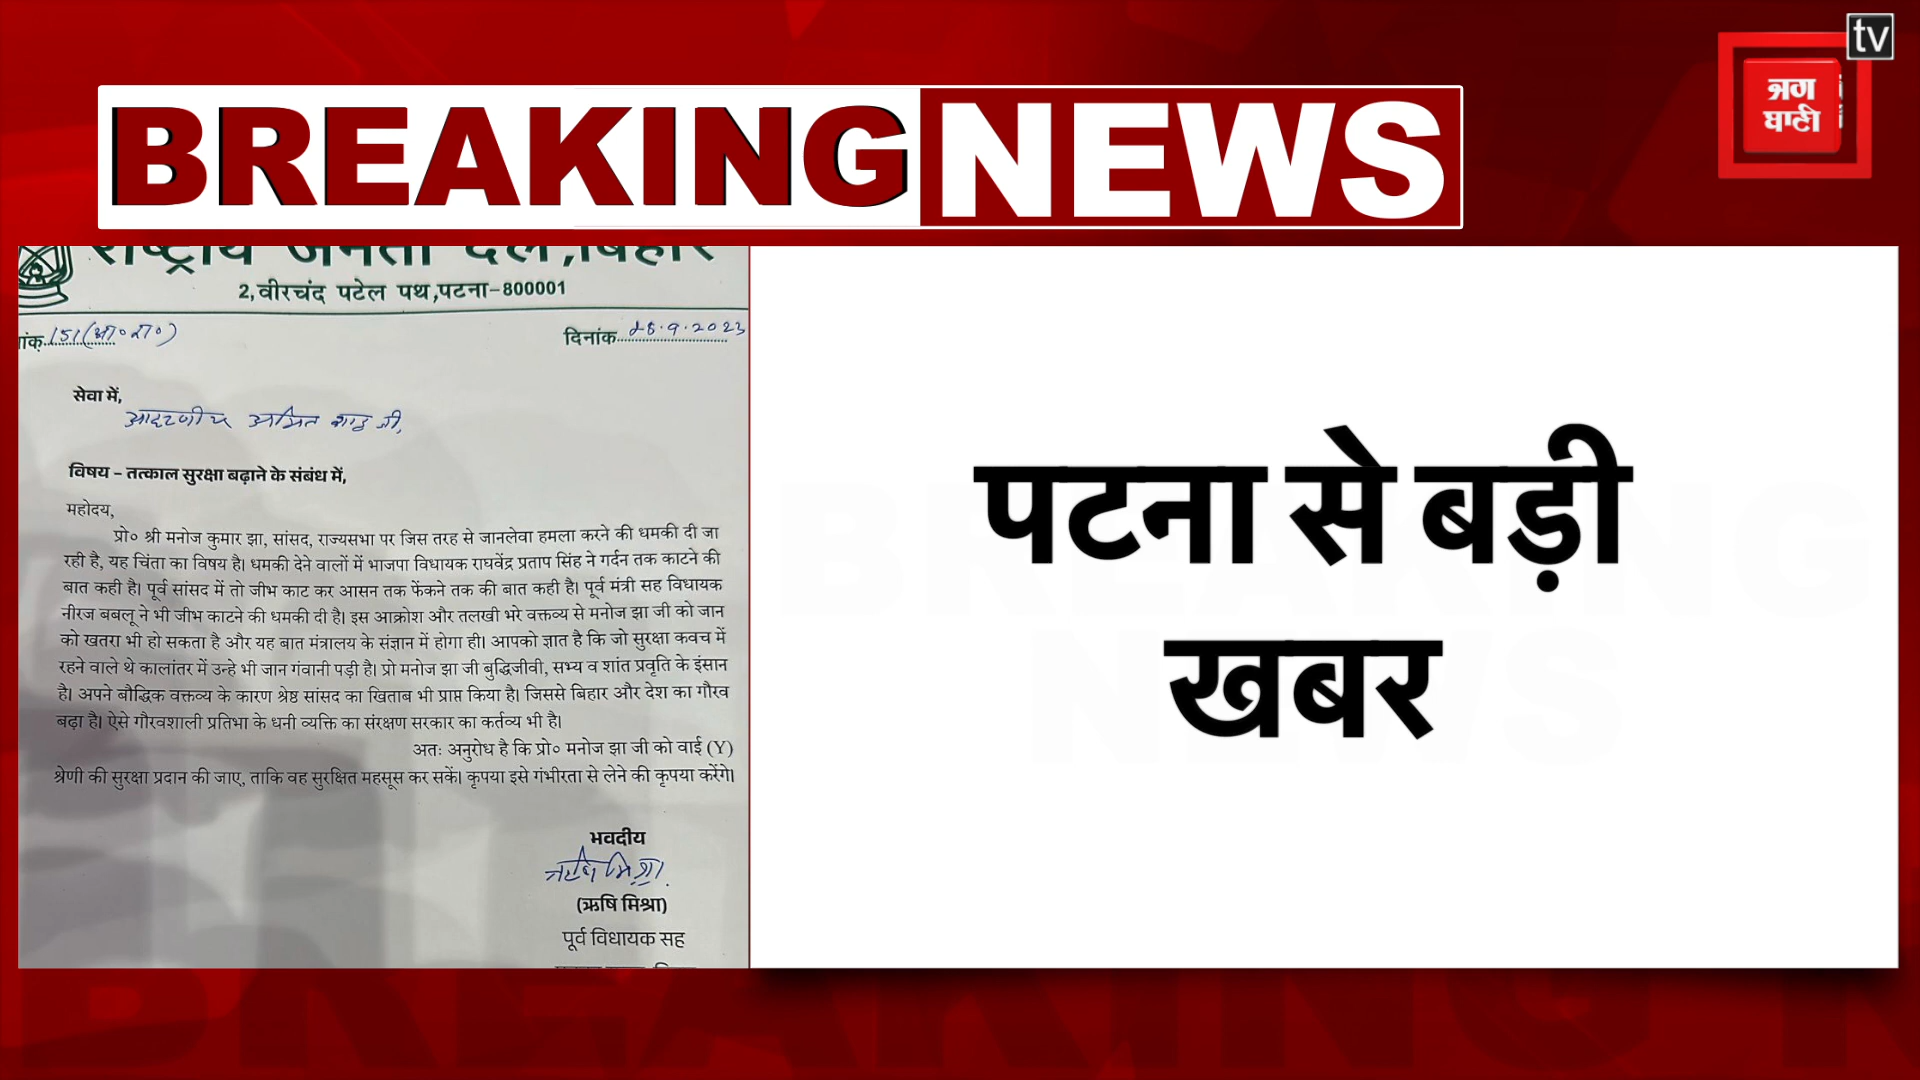 BREAKING NEWS
tv
राष्ट्रीय जनता दल,बिहार
2,वीरचंद पटेल पथ,पटना-800001
151(आ०रा०)
दिनांक 28.9.2023
सेवा में,
आदरणीय अमित शाह जी,
विषय – तत्काल सुरक्षा बढ़ाने के संबंध में,
महोदय,
प्रो० श्री मनोज कुमार झा, सांसद, राज्यसभा पर जिस तरह से जानलेवा हमला करने की धमकी दी जा
रही है, यह चिंता का विषय है। धमकी देने वालों में भाजपा विधायक राघवेंद्र प्रताप सिंह ने गर्दन तक काटने की
बात कही है। पूर्व सांसद में तो जीभ काट कर आसन तक फेंकने तक की बात कही है। पूर्व मंत्री सह विधायक
नीरज बबलू ने भी जीभ काटने की धमकी दी है। इस आक्रोश और तलखी भरे वक्तव्य से मनोज झा जी को जान
को खतरा भी हो सकता है और यह बात मंत्रालय के संज्ञान में होगा ही। आपको ज्ञात है कि जो सुरक्षा कवच में
रहने वाले थे कालांतर में उन्हे भी जान गंवानी पड़ी है। प्रो मनोज झा जी बुद्धिजीवी, सभ्य व शांत प्रवृति के इंसान
है। अपने बौद्धिक वक्तव्य के कारण श्रेष्ठ सांसद का खिताब भी प्राप्त किया है। जिससे बिहार और देश का गौरव
बढ़ा है। ऐसे गौरवशाली प्रतिभा के धनी व्यक्ति का संरक्षण सरकार का कर्तव्य भी है।
अतः अनुरोध है कि प्रो० मनोज झा जी को वाई (Y)
श्रेणी की सुरक्षा प्रदान की जाए, ताकि वह सुरक्षित महसूस कर सकें। कृपया इसे गंभीरता से लेने की कृपया करेंगे।
भवदीय
ऋषि मिश्रा
(ऋषि मिश्रा)
पूर्व विधायक सह
पटना से बड़ी
खबर